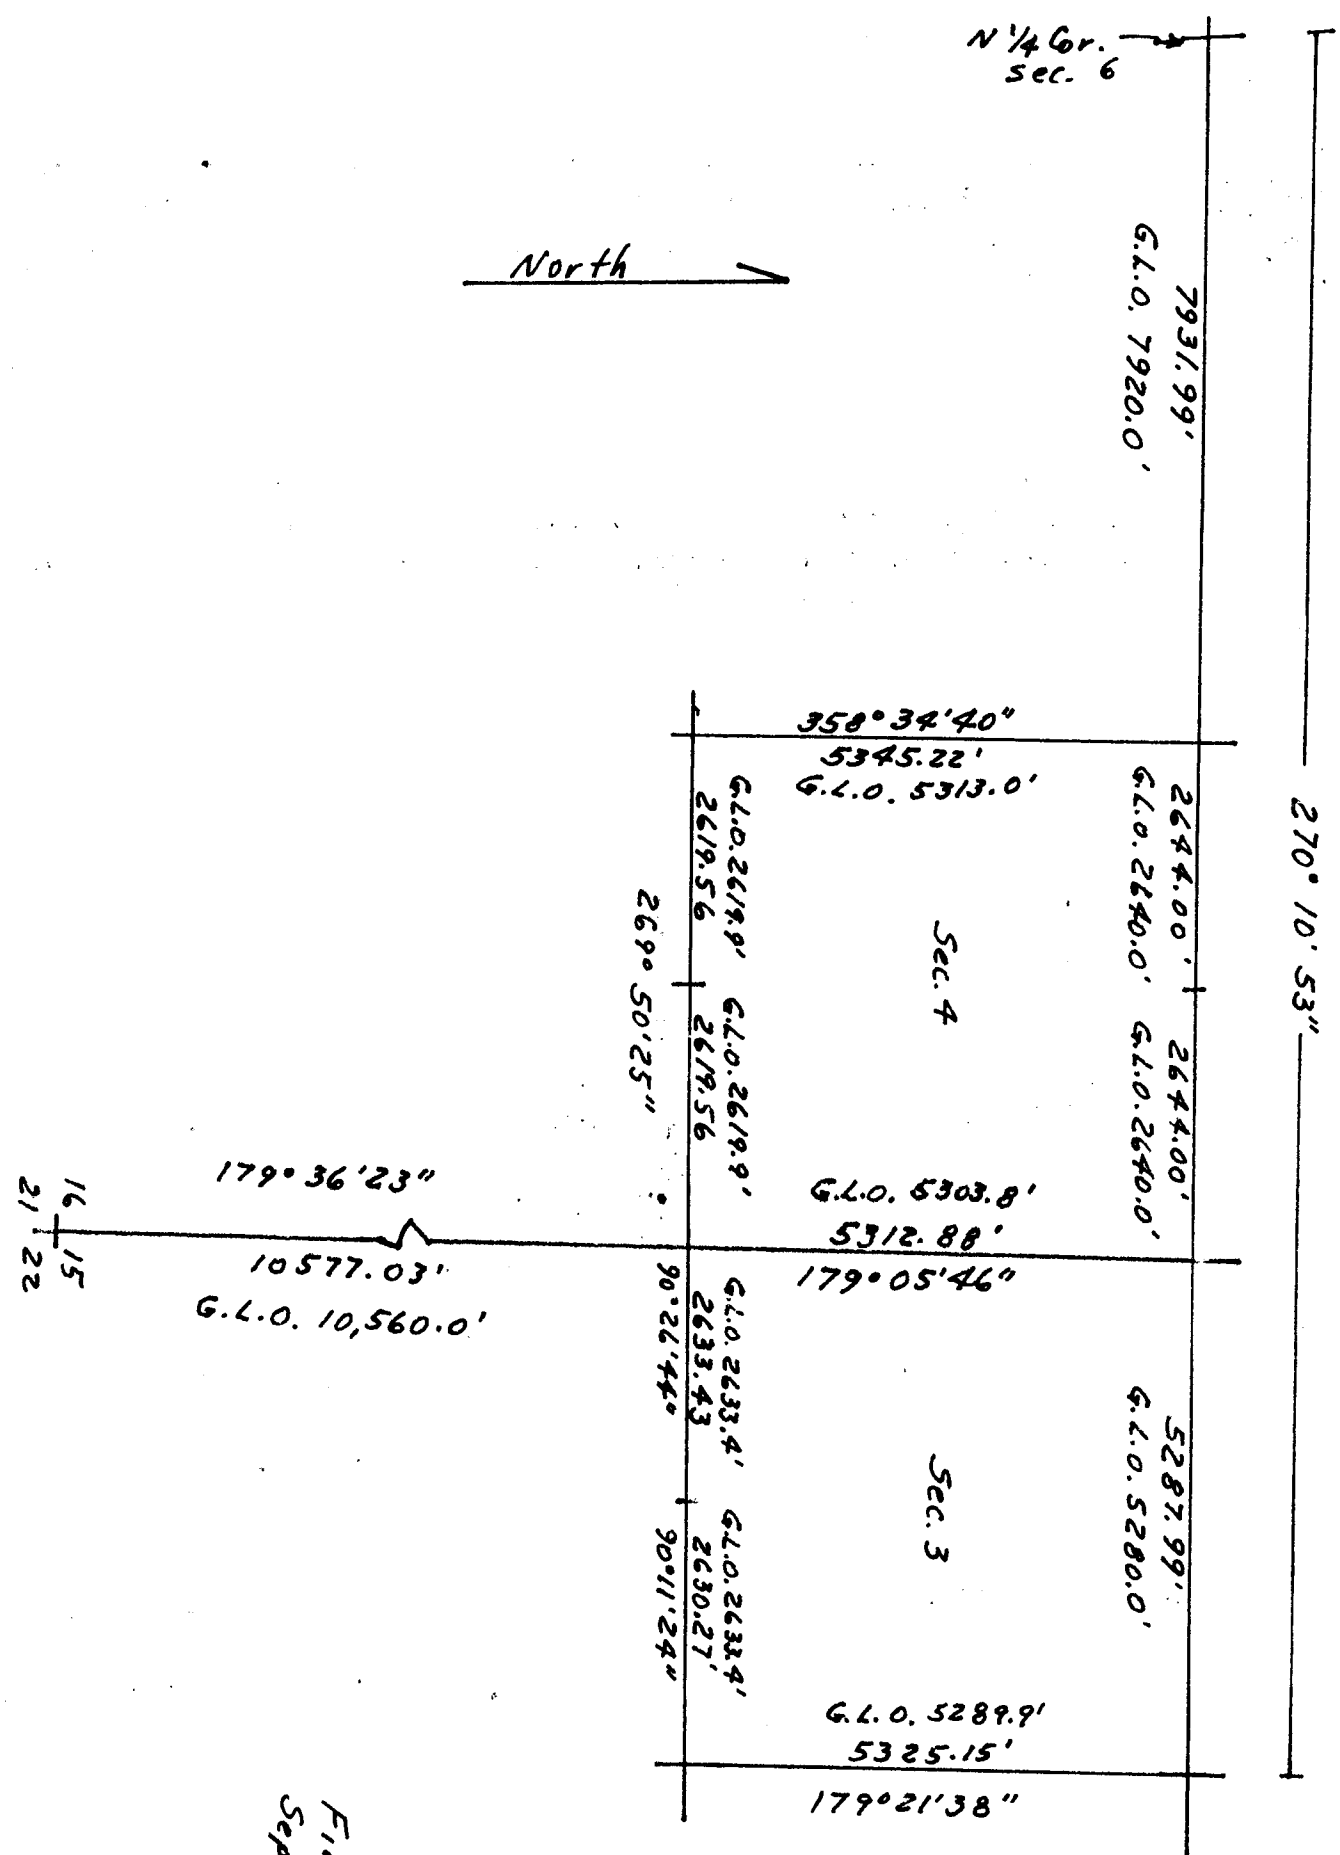 N 1/4 Cor.
sec. 6
North
7931.99'
G.L.O. 7920.0'
270° 10' 53"
358° 34' 40"
5345.22'
G.L.O. 5313.0'
2644.00'
G.L.O. 2640.0'
2644.00'
G.L.O. 2640.0'
G.L.O. 2619.9'
2619.56
G.L.O. 2619.9'
2619.56
269° 50' 25"
Sec. 4
G.L.O. 5303.8'
5312.88'
179° 05' 46"
179° 36' 23"
10577.03'
G.L.O. 10,560.0'
16 15
21 22
G.L.O. 2633.4'
2633.43
90° 26' 44"
G.L.O. 2633.4'
2630.27'
90° 11' 24"
Sec. 3
5287.99'
G.L.O. 5280.0'
G.L.O. 5289.9'
5325.15'
179° 21' 38"